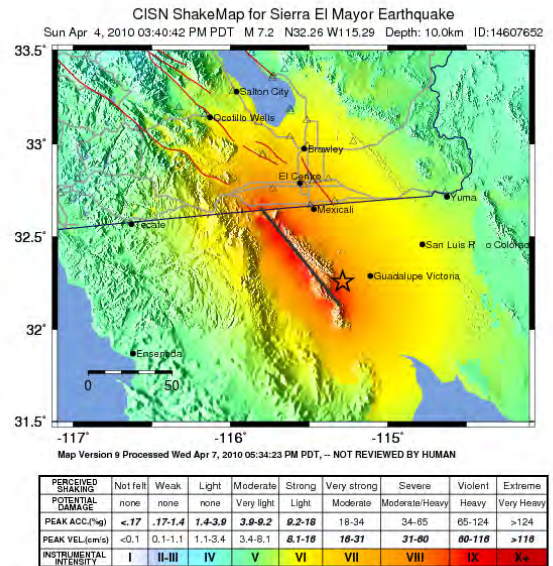 CISN ShakeMap for Sierra El Mayor Earthquake
Sun Apr 4, 2010 03:40:42 PM PDT M 7.2 N32.26 W115.29 Depth: 10.0km ID:14607652
33.5°
33°
32.5°
32°
31.5°
Salton City
Ocotillo Wells
Brawley
El Centro
Mexicali
Yuma
Tecate
San Luis R
o Colorad
Guadalupe Victoria
Ensenada
0 50
-117° -116° -115°
Map Version 9 Processed Wed Apr 7, 2010 05:34:23 PM PDT, -- NOT REVIEWED BY HUMAN
PERCEIVED SHAKING Not felt Weak Light Moderate Strong Very strong Severe Violent Extreme
POTENTIAL DAMAGE none none none Very light Light Moderate Moderate/Heavy Heavy Very Heavy
PEAK ACC.(%g) <.17 .17-1.4 1.4-3.9 3.9-9.2 9.2-18 18-34 34-65 65-124 >124
PEAK VEL.(cm/s) <0.1 0.1-1.1 1.1-3.4 3.4-8.1 8.1-16 16-31 31-60 60-116 >116
INSTRUMENTAL INTENSITY I II-III IV V VI VII VIII IX X+